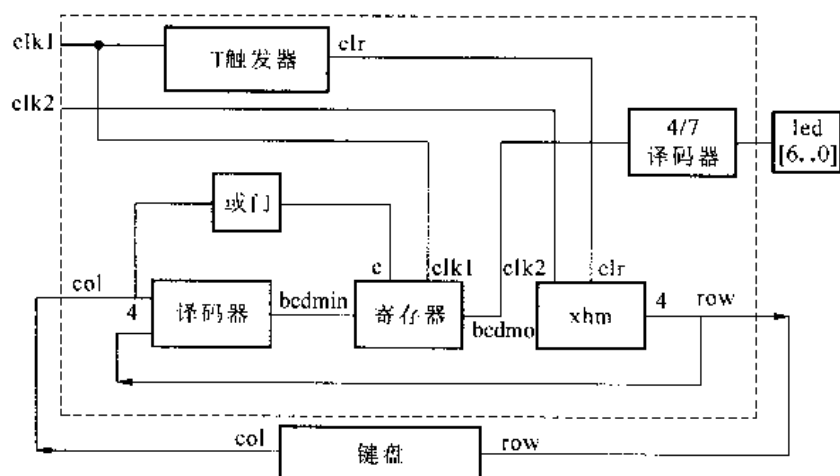 clk1
T触发器
clr
clk2
4/7
译码器
led
[6..0]
或门
e
clk1
clk2
clr
col
4
译码器
bcdmin
寄存器
bcdmo
xhm
4
row
col
键盘
row